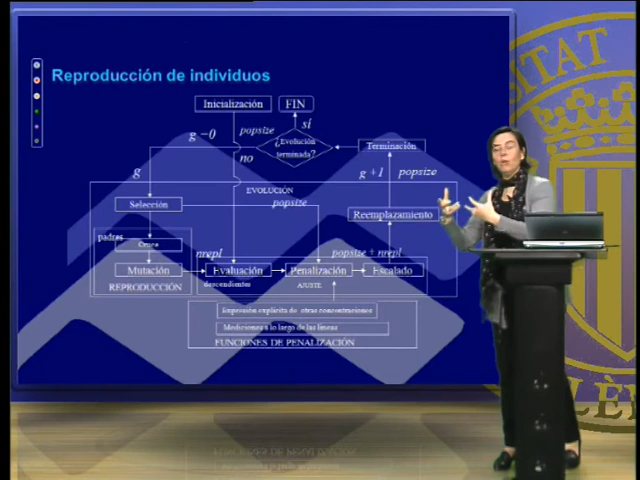 Reproducción de individuos
Inicialización
FIN
sí
g =0
popsize
¿Evolución
terminada?
no
Terminación
g
g +1
popsize
EVOLUCIÓN
Selección
popsize
Reemplazamiento
padres
Cruce
nrepl
popsize + nrepl
Mutación
Evaluación
Penalización
Escalado
REPRODUCCIÓN
descendientes
AJUSTE
Expresión explícita de otras concentraciones
Mediciones a lo largo de las líneas
FUNCIONES DE PENALIZACIÓN